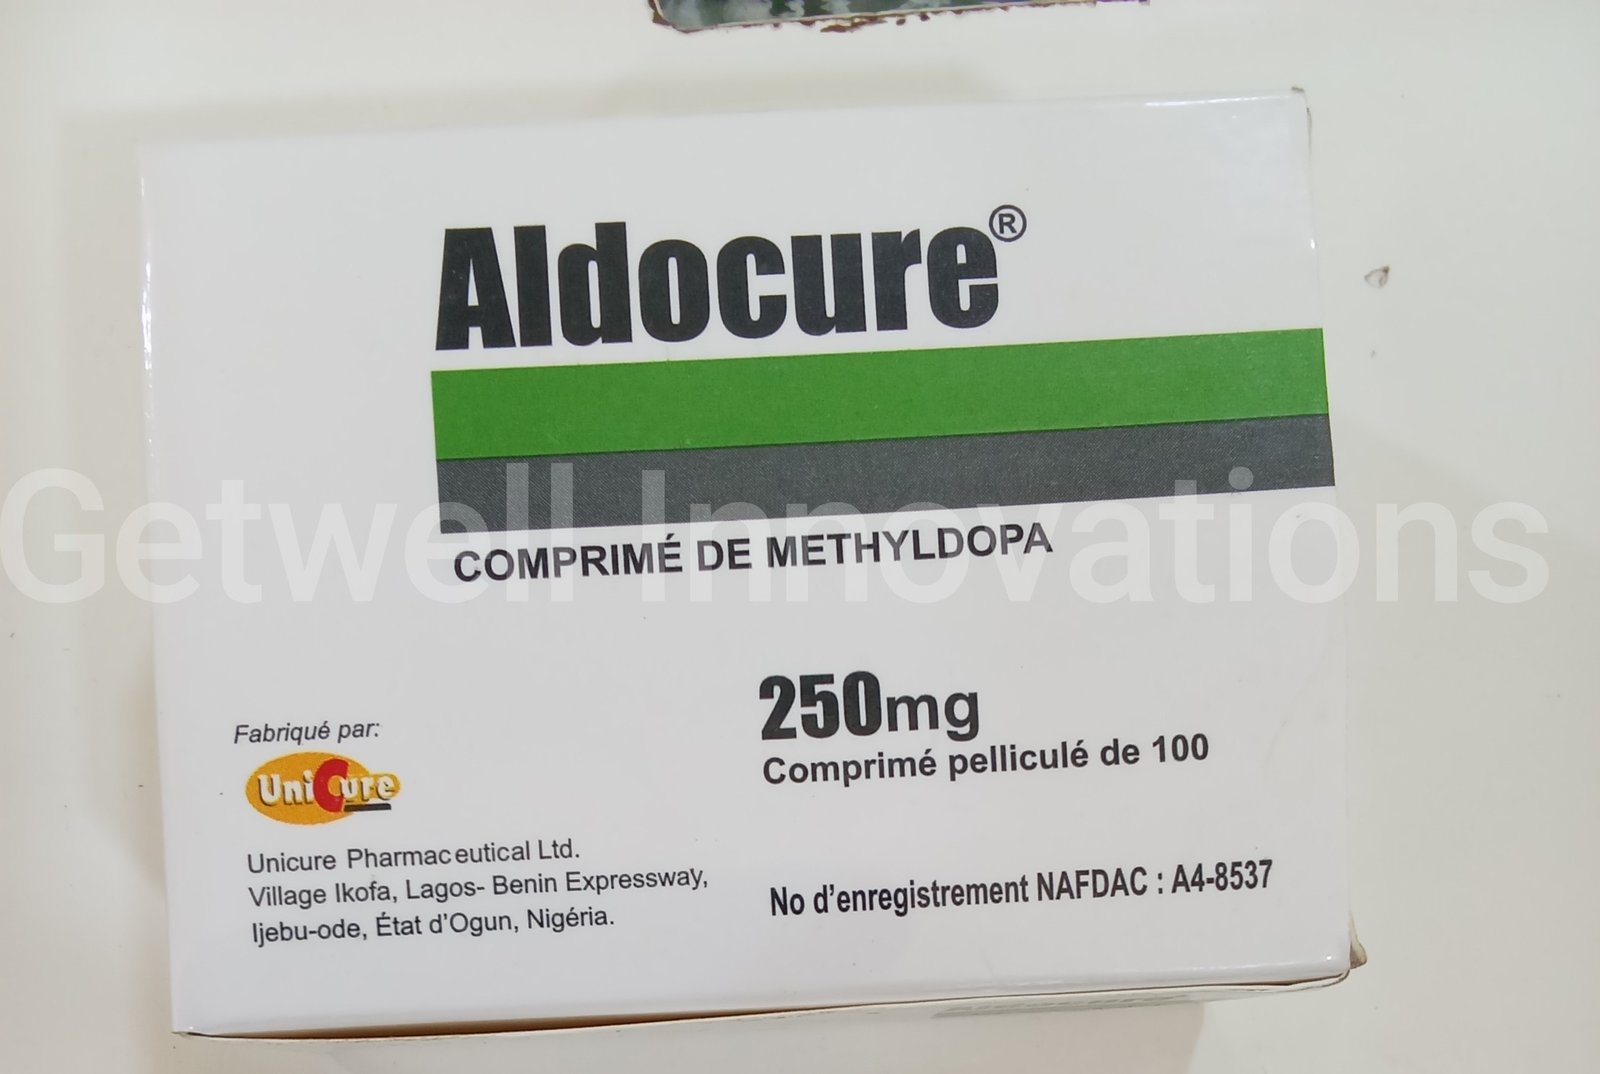 Aldocure®
Getwell Innovations
COMPRIMÉ DE METHYLDOPA
250mg
Comprimé pelliculé de 100
Fabriqué par:
UniCure
Unicure Pharmaceutical Ltd.
Village Ikofa, Lagos- Benin Expressway,
Ijebu-ode, État d'Ogun, Nigéria.
No d'enregistrement NAFDAC : A4-8537